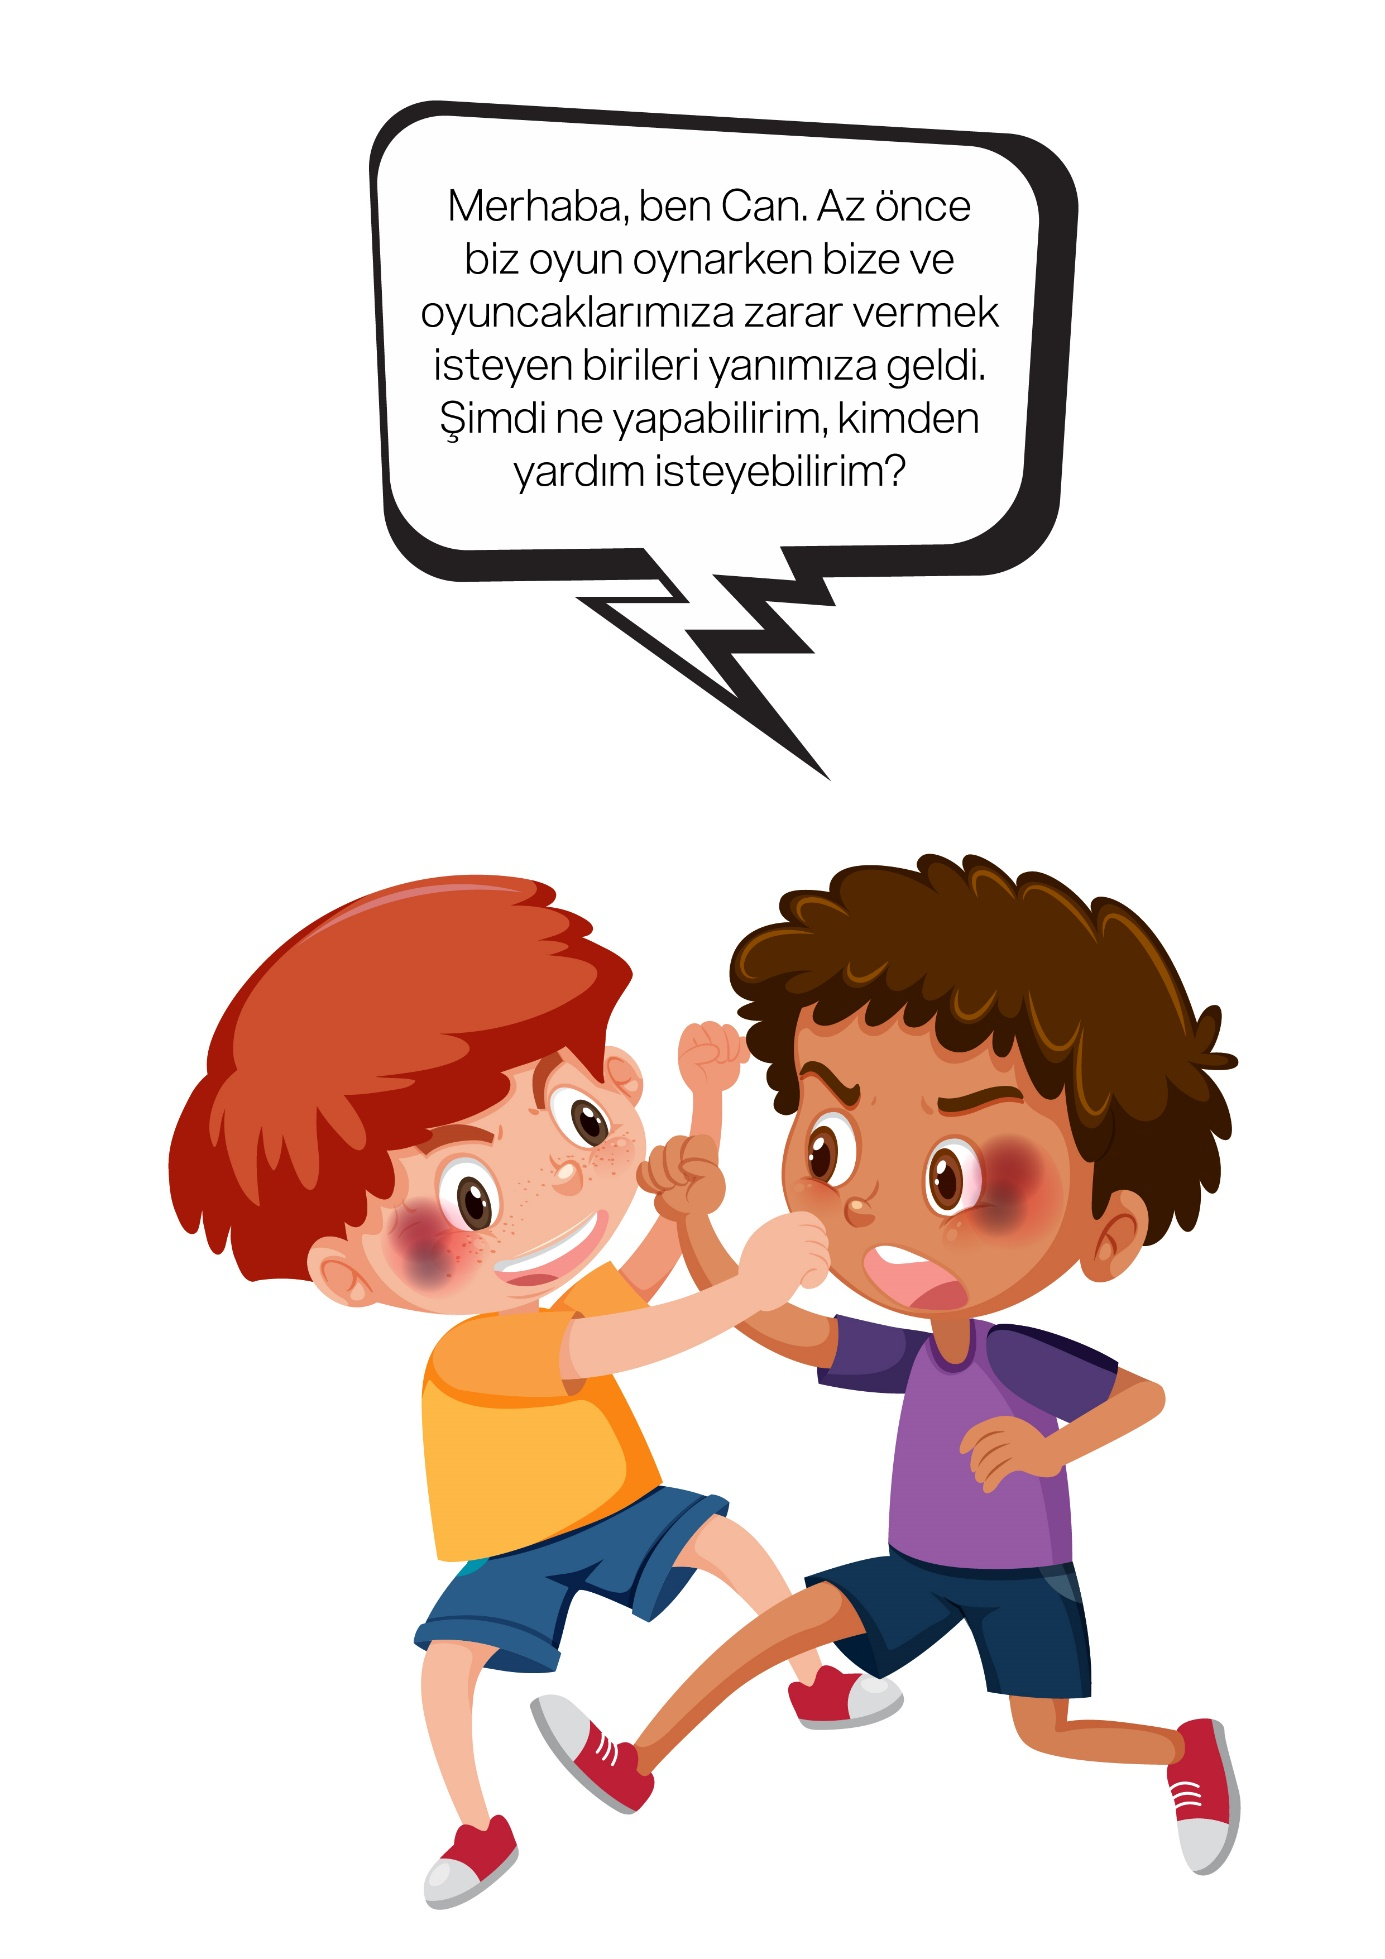 Merhaba, ben Can. Az önce
biz oyun oynarken bize ve
oyuncaklarımıza zarar vermek
isteyen birileri yanımıza geldi.
Şimdi ne yapabilirim, kimden
yardım isteyebilirim?